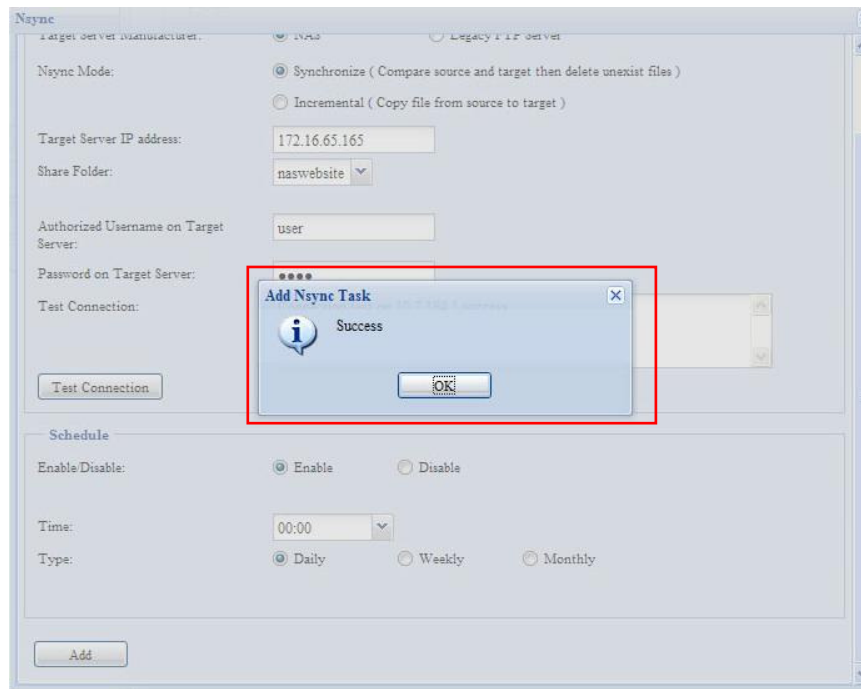 Nsync
Target Server Manufacturer: NAS Legacy FTP Server
Nsync Mode: Synchronize ( Compare source and target then delete unexist files )
Incremental ( Copy file from source to target )
Target Server IP address: 172.16.65.165
Share Folder: naswebsite
Authorized Username on Target
Server: user
Password on Target Server: ●●●●
Add Nsync Task
Test Connection:
Success
OK
Test Connection
Schedule
Enable/Disable: Enable Disable
Time: 00:00
Type: Daily Weekly Monthly
Add